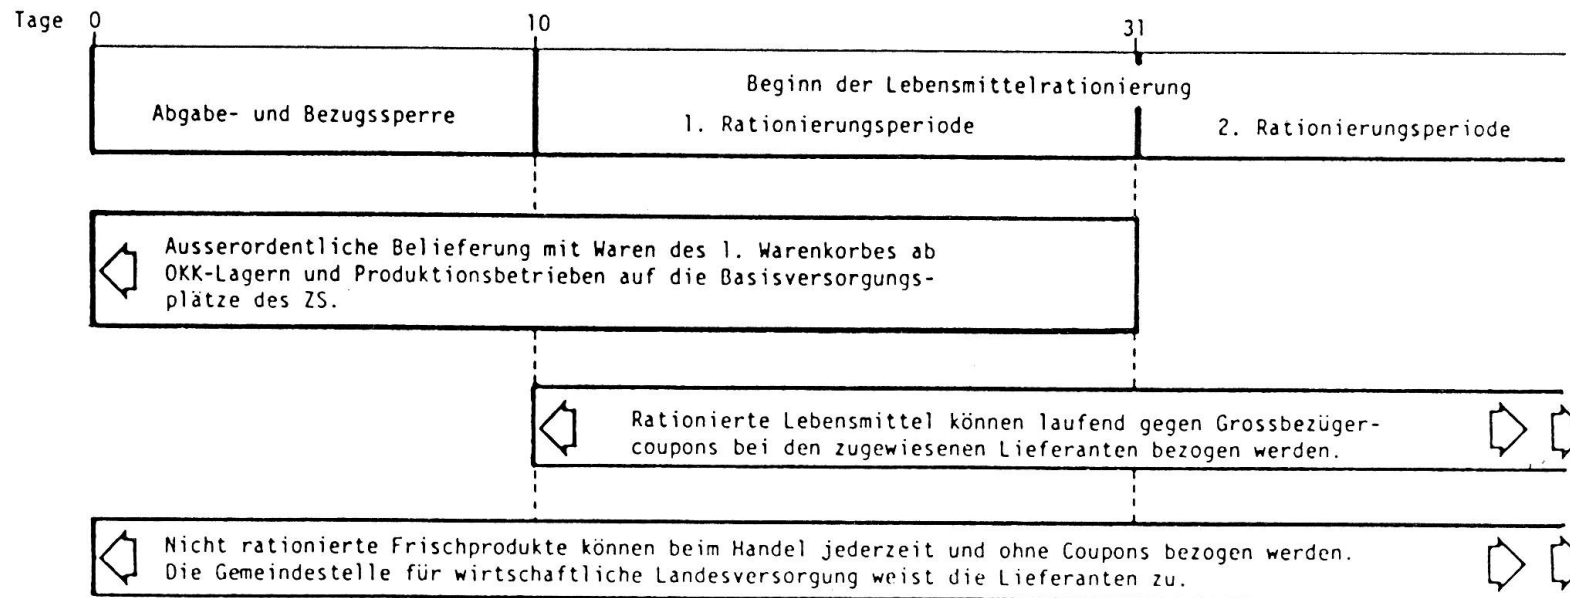 Tage 0 10 31
Beginn der Lebensmittelrationierung
Abgabe- und Bezugssperre
1. Rationierungsperiode
2. Rationierungsperiode
Ausserordentliche Belieferung mit Waren des 1. Warenkorbes ab
OKK-Lagern und Produktionsbetrieben auf die Basisversorgungs-
plätze des ZS.
Rationierte Lebensmittel können laufend gegen Grossbezüger-
coupons bei den zugewiesenen Lieferanten bezogen werden.
Nicht rationierte Frischprodukte können beim Handel jederzeit und ohne Coupons bezogen werden.
Die Gemeindestelle für wirtschaftliche Landesversorgung weist die Lieferanten zu.